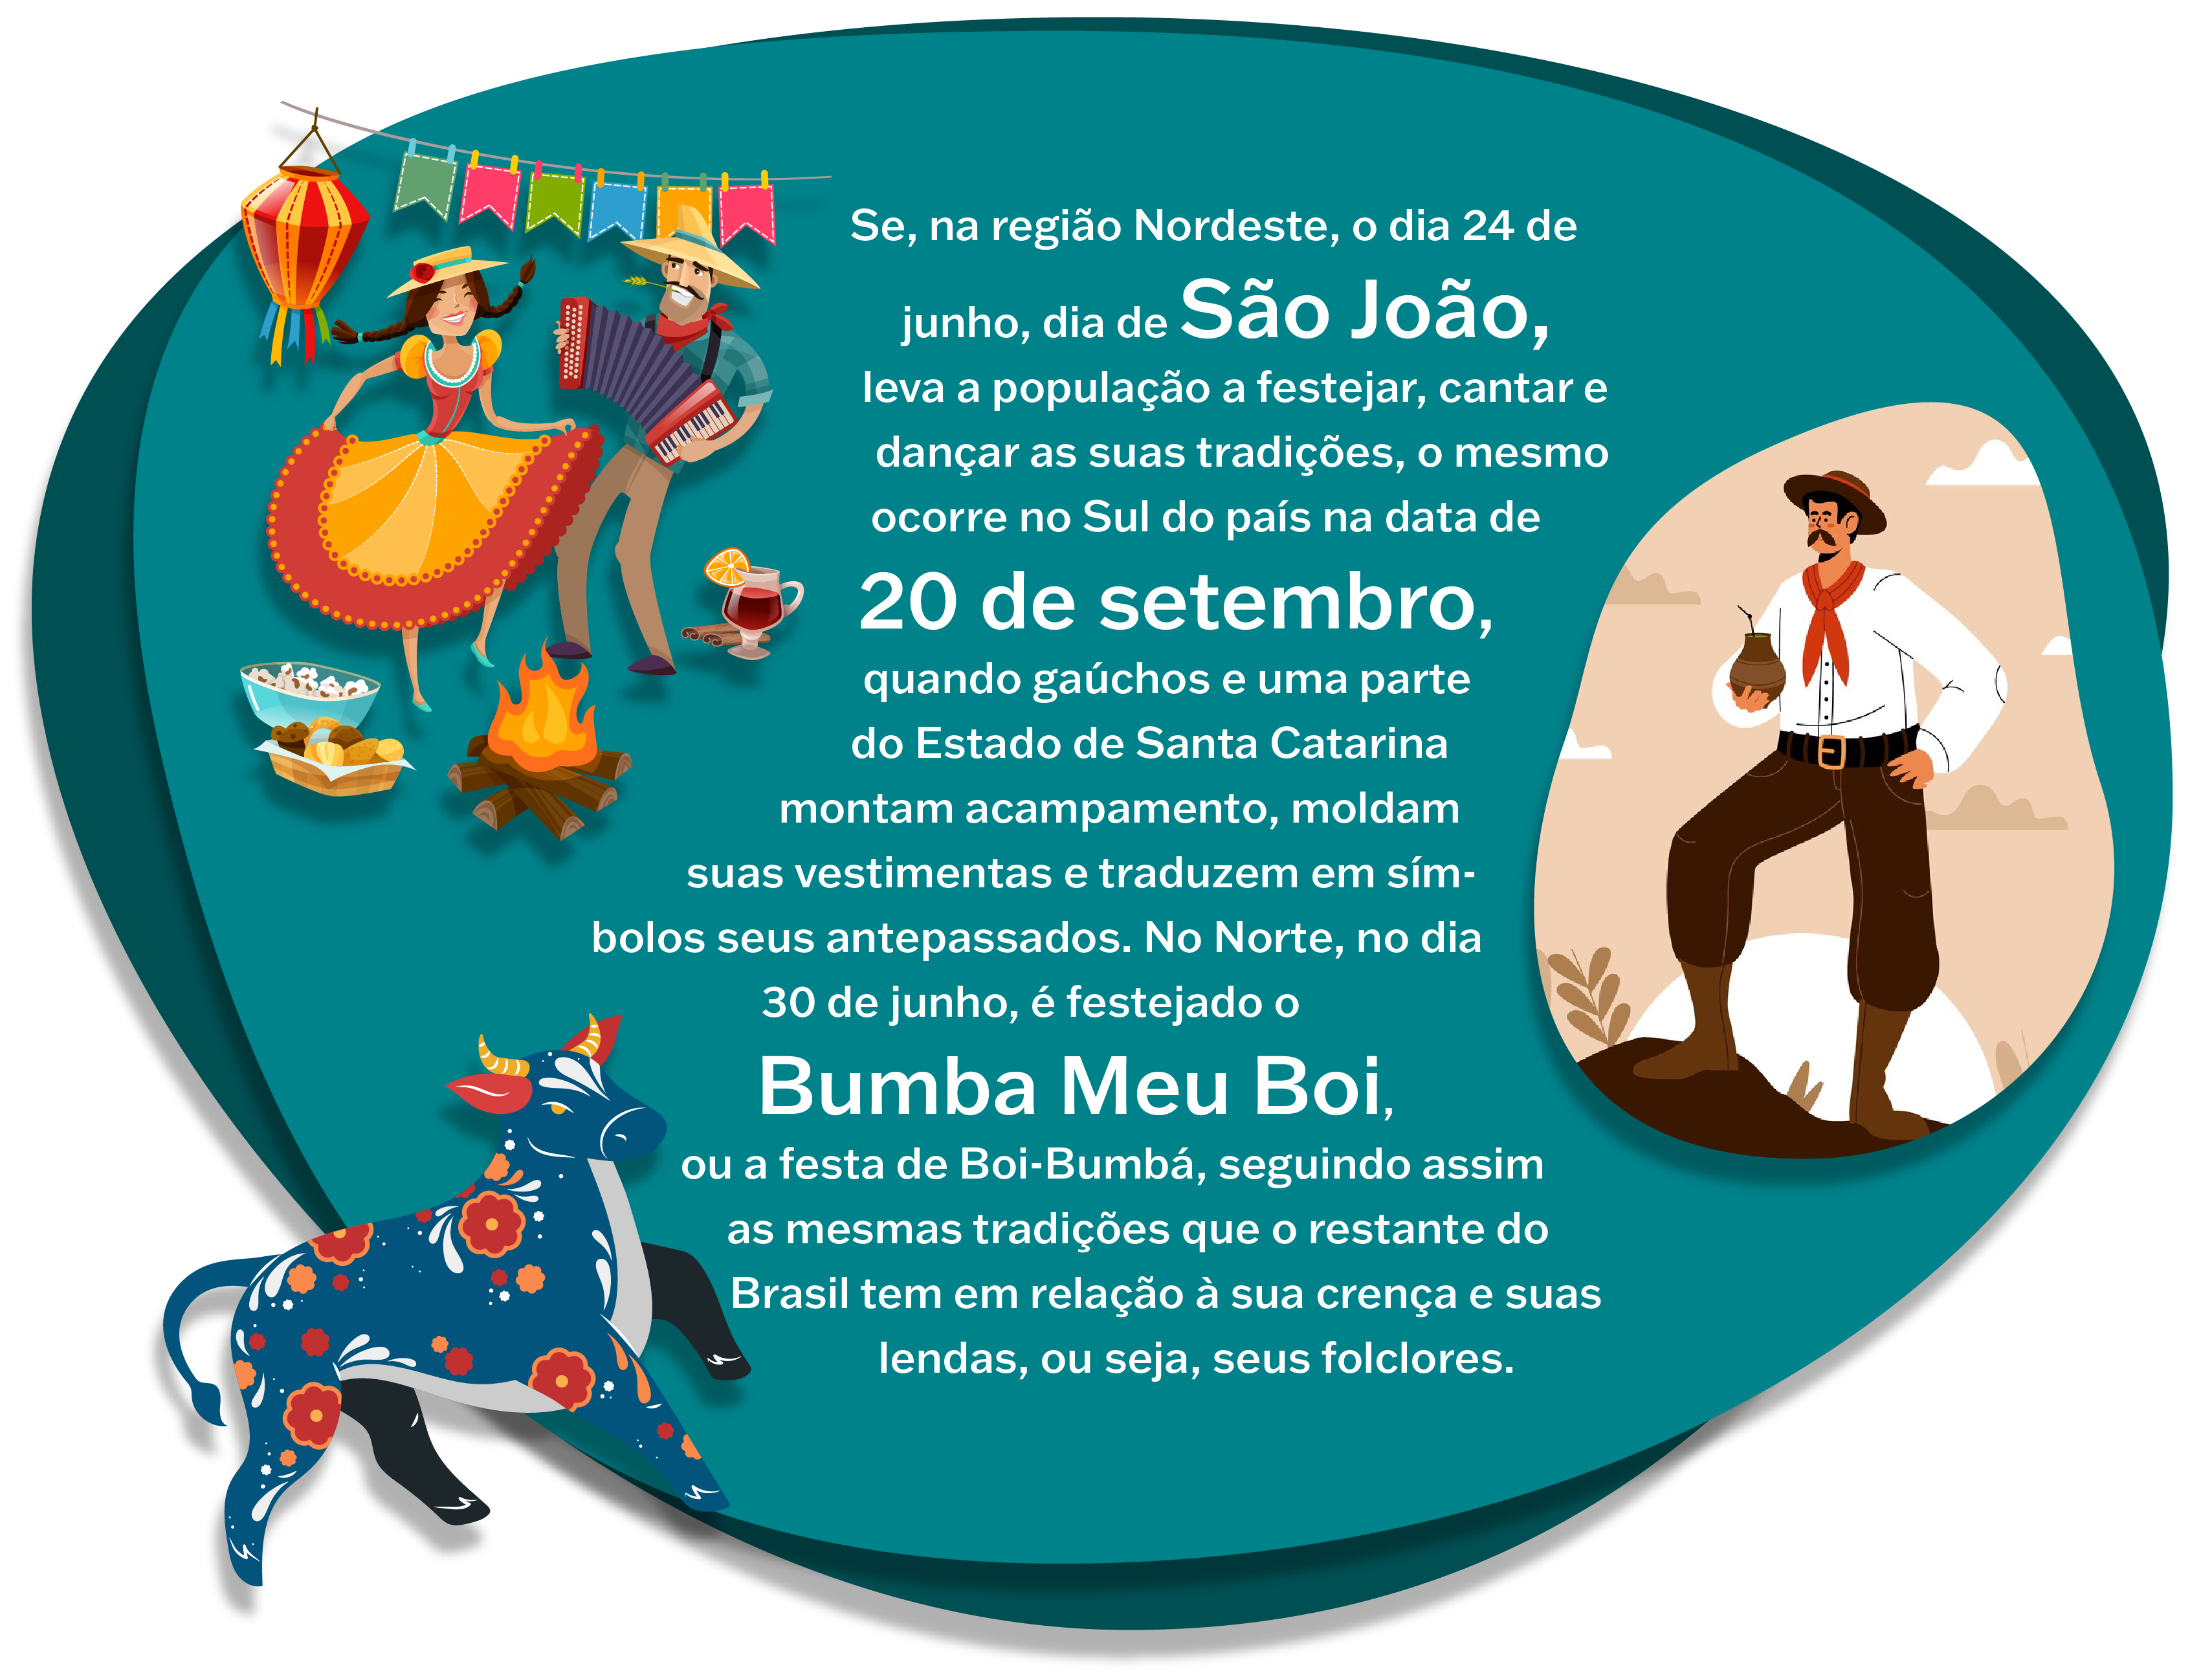 Se, na região Nordeste, o dia 24 de
junho, dia de São João,
leva a população a festejar, cantar e
dançar as suas tradições, o mesmo
ocorre no Sul do país na data de
20 de setembro,
quando gaúchos e uma parte
do Estado de Santa Catarina
montam acampamento, moldam
suas vestimentas e traduzem em sím-
bolos seus antepassados. No Norte, no dia
30 de junho, é festejado o
Bumba Meu Boi,
ou a festa de Boi-Bumbá, seguindo assim
as mesmas tradições que o restante do
Brasil tem em relação à sua crença e suas
lendas, ou seja, seus folclores.